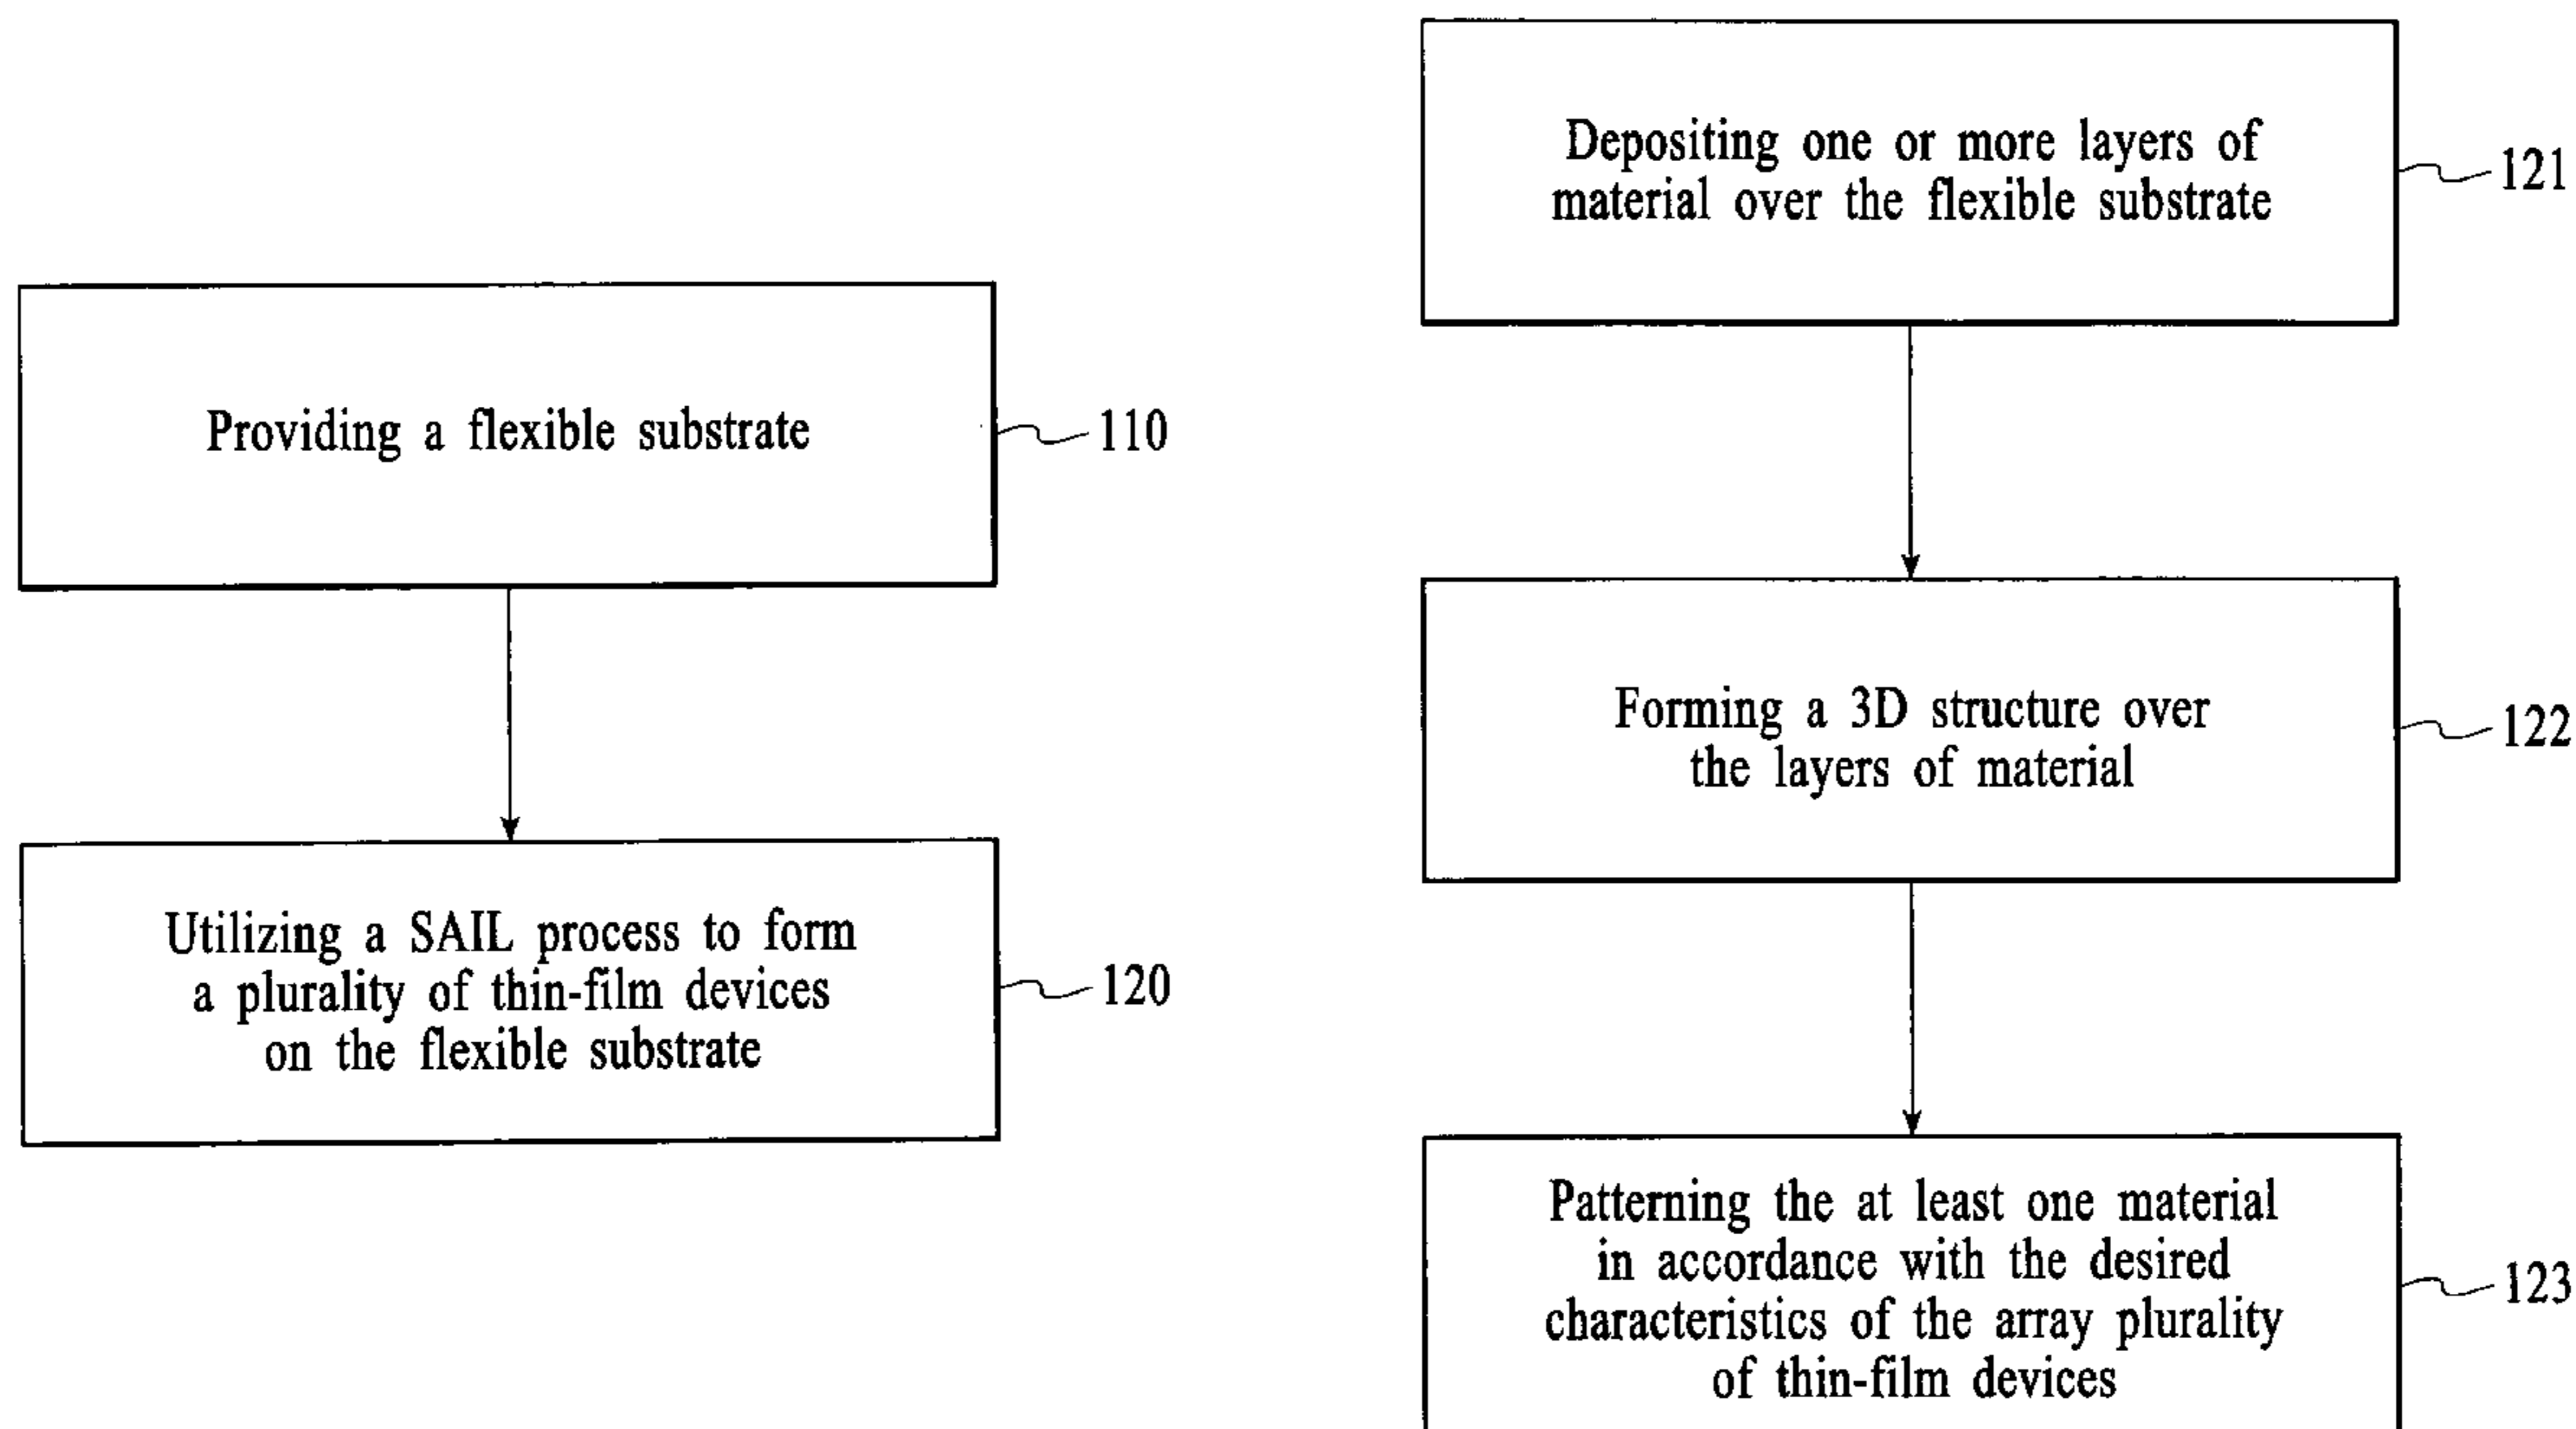 Providing a flexible substrate
110
Utilizing a SAIL process to form
a plurality of thin-film devices
on the flexible substrate
120
Depositing one or more layers of
material over the flexible substrate
121
Forming a 3D structure over
the layers of material
122
Patterning the at least one material
in accordance with the desired
characteristics of the array plurality
of thin-film devices
123